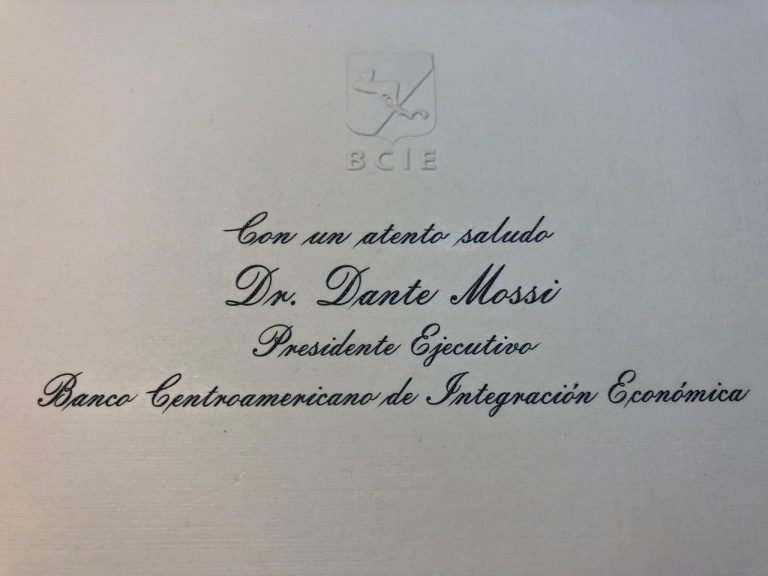 BCIE
Con un atento saludo
Dr. Dante Mossi
Presidente Ejecutivo
Banco Centroamericano de Integración Económica